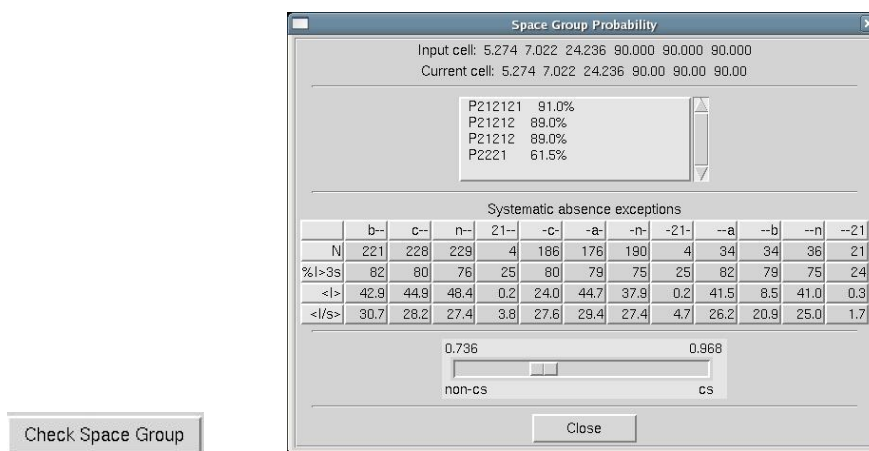 Space Group Probability
Input cell: 5.274 7.022 24.236 90.000 90.000 90.000
Current cell: 5.274 7.022 24.236 90.00 90.00 90.00
P212121 91.0%
P21212 89.0%
P21212 89.0%
P2221 61.5%
Systematic absence exceptions
b-- c-- n-- 21-- -c- -a- -n- -21- --a --b --n --21
N 221 228 229 4 186 176 190 4 34 34 36 21
%I>3s 82 80 76 25 80 79 75 25 82 79 75 24
<I> 42.9 44.9 48.4 0.2 24.0 44.7 37.9 0.2 41.5 8.5 41.0 0.3
<I/s> 30.7 28.2 27.4 3.8 27.6 29.4 27.4 4.7 26.2 20.9 25.0 1.7
0.736 0.968
non-cs cs
Close
Check Space Group